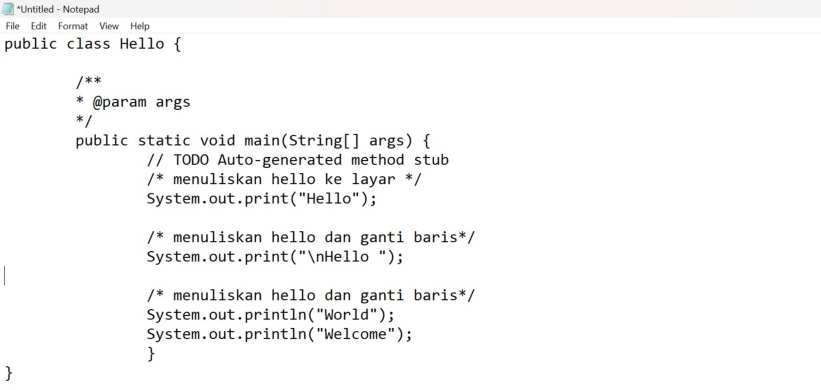 *Untitled - Notepad
File Edit Format View Help
public class Hello {
/**
* @param args
*/
public static void main(String[] args) {
// TODO Auto-generated method stub
/* menuliskan hello ke layar */
System.out.print("Hello");
/* menuliskan hello dan ganti baris*/
System.out.print("\nHello ");
/* menuliskan hello dan ganti baris*/
System.out.println("World");
System.out.println("Welcome");
}
}